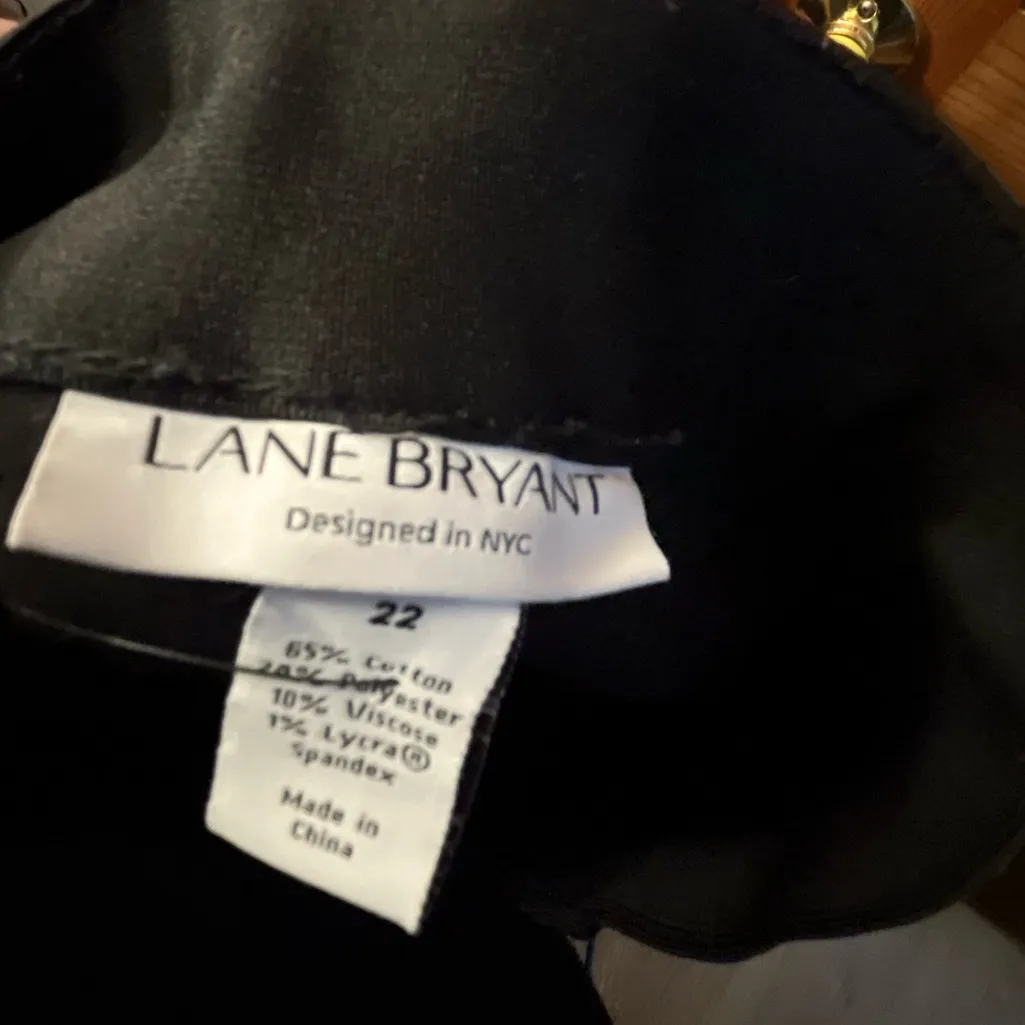 LANE BRYANT
Designed in NYC
22
65% Cotton
Polyester
10% Viscose
1% Lycra®
Spandex
Made in
China